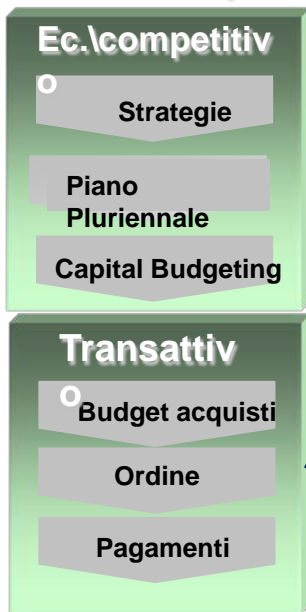 Ec.\competitiv
o
Strategie
Piano
Pluriennale
Capital Budgeting
Transattiv
o
Budget acquisti
Ordine
Pagamenti